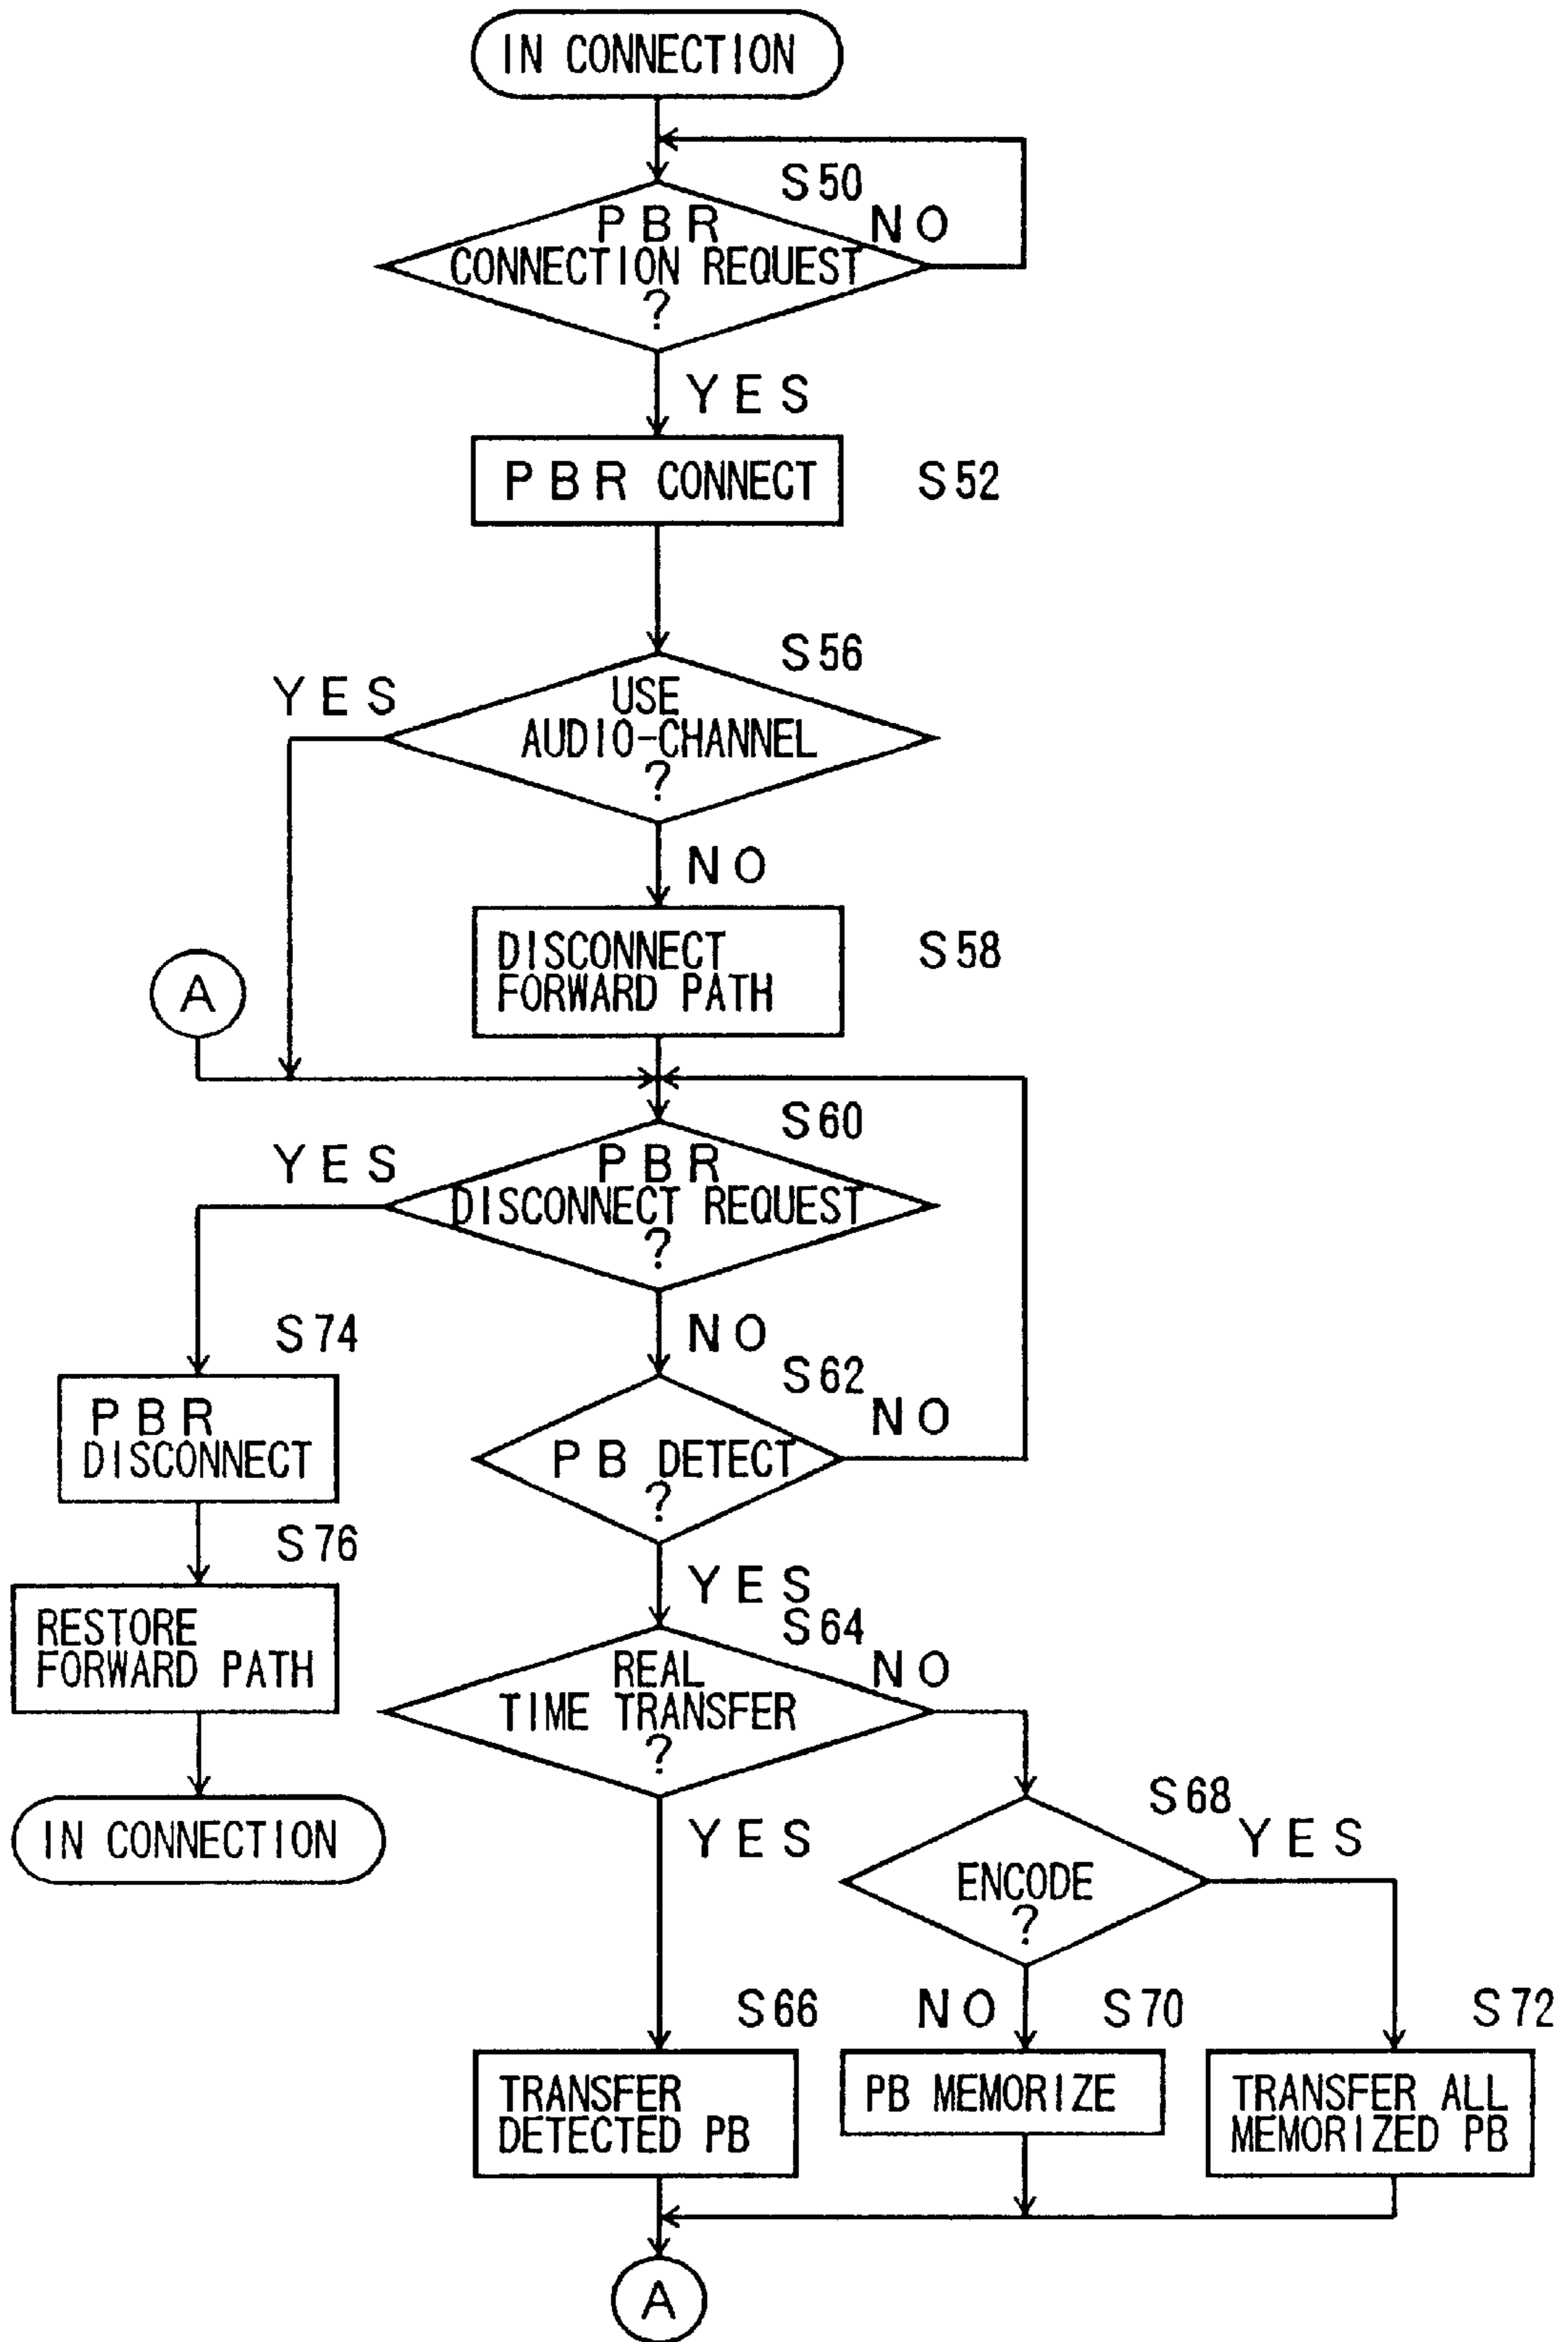 IN CONNECTION
S50
PBR
NO
CONNECTION REQUEST
?
YES
PBR CONNECT
S52
S56
YES
USE
AUDIO-CHANNEL
?
NO
DISCONNECT
FORWARD PATH
S58
A
S60
YES
PBR
DISCONNECT REQUEST
?
NO
S74
PBR
DISCONNECT
S62
NO
PB DETECT
?
S76
RESTORE
FORWARD PATH
YES
S64
NO
REAL
TIME TRANSFER
?
IN CONNECTION
YES
S68
YES
ENCODE
?
S66
NO
S70
S72
TRANSFER
DETECTED PB
PB MEMORIZE
TRANSFER ALL
MEMORIZED PB
A